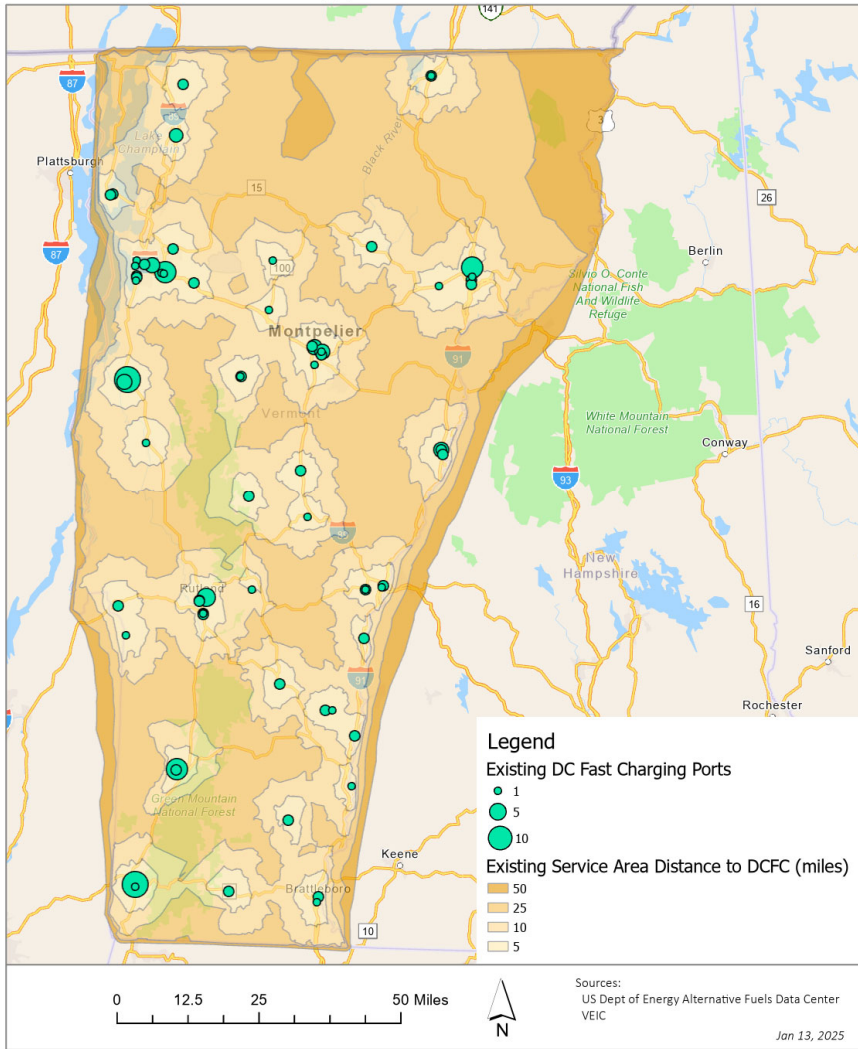 141
87
89
3
Lake
Champlain
Black River
Plattsburgh
15
26
87
Berlin
100
Silvio O. Conte
National Fish
And Wildlife
Refuge
Montpelier
91
Vermont
White Mountain
National Forest
Conway
93
New
Hampshire
Rutland
16
Sanford
91
Rochester
Green Mountain
National Forest
Keene
Brattleboro
10
Legend
Existing DC Fast Charging Ports
1
5
10
Existing Service Area Distance to DCFC (miles)
50
25
10
5
0 12.5 25 50 Miles
N
Sources:
US Dept of Energy Alternative Fuels Data Center
VEIC
Jan 13, 2025